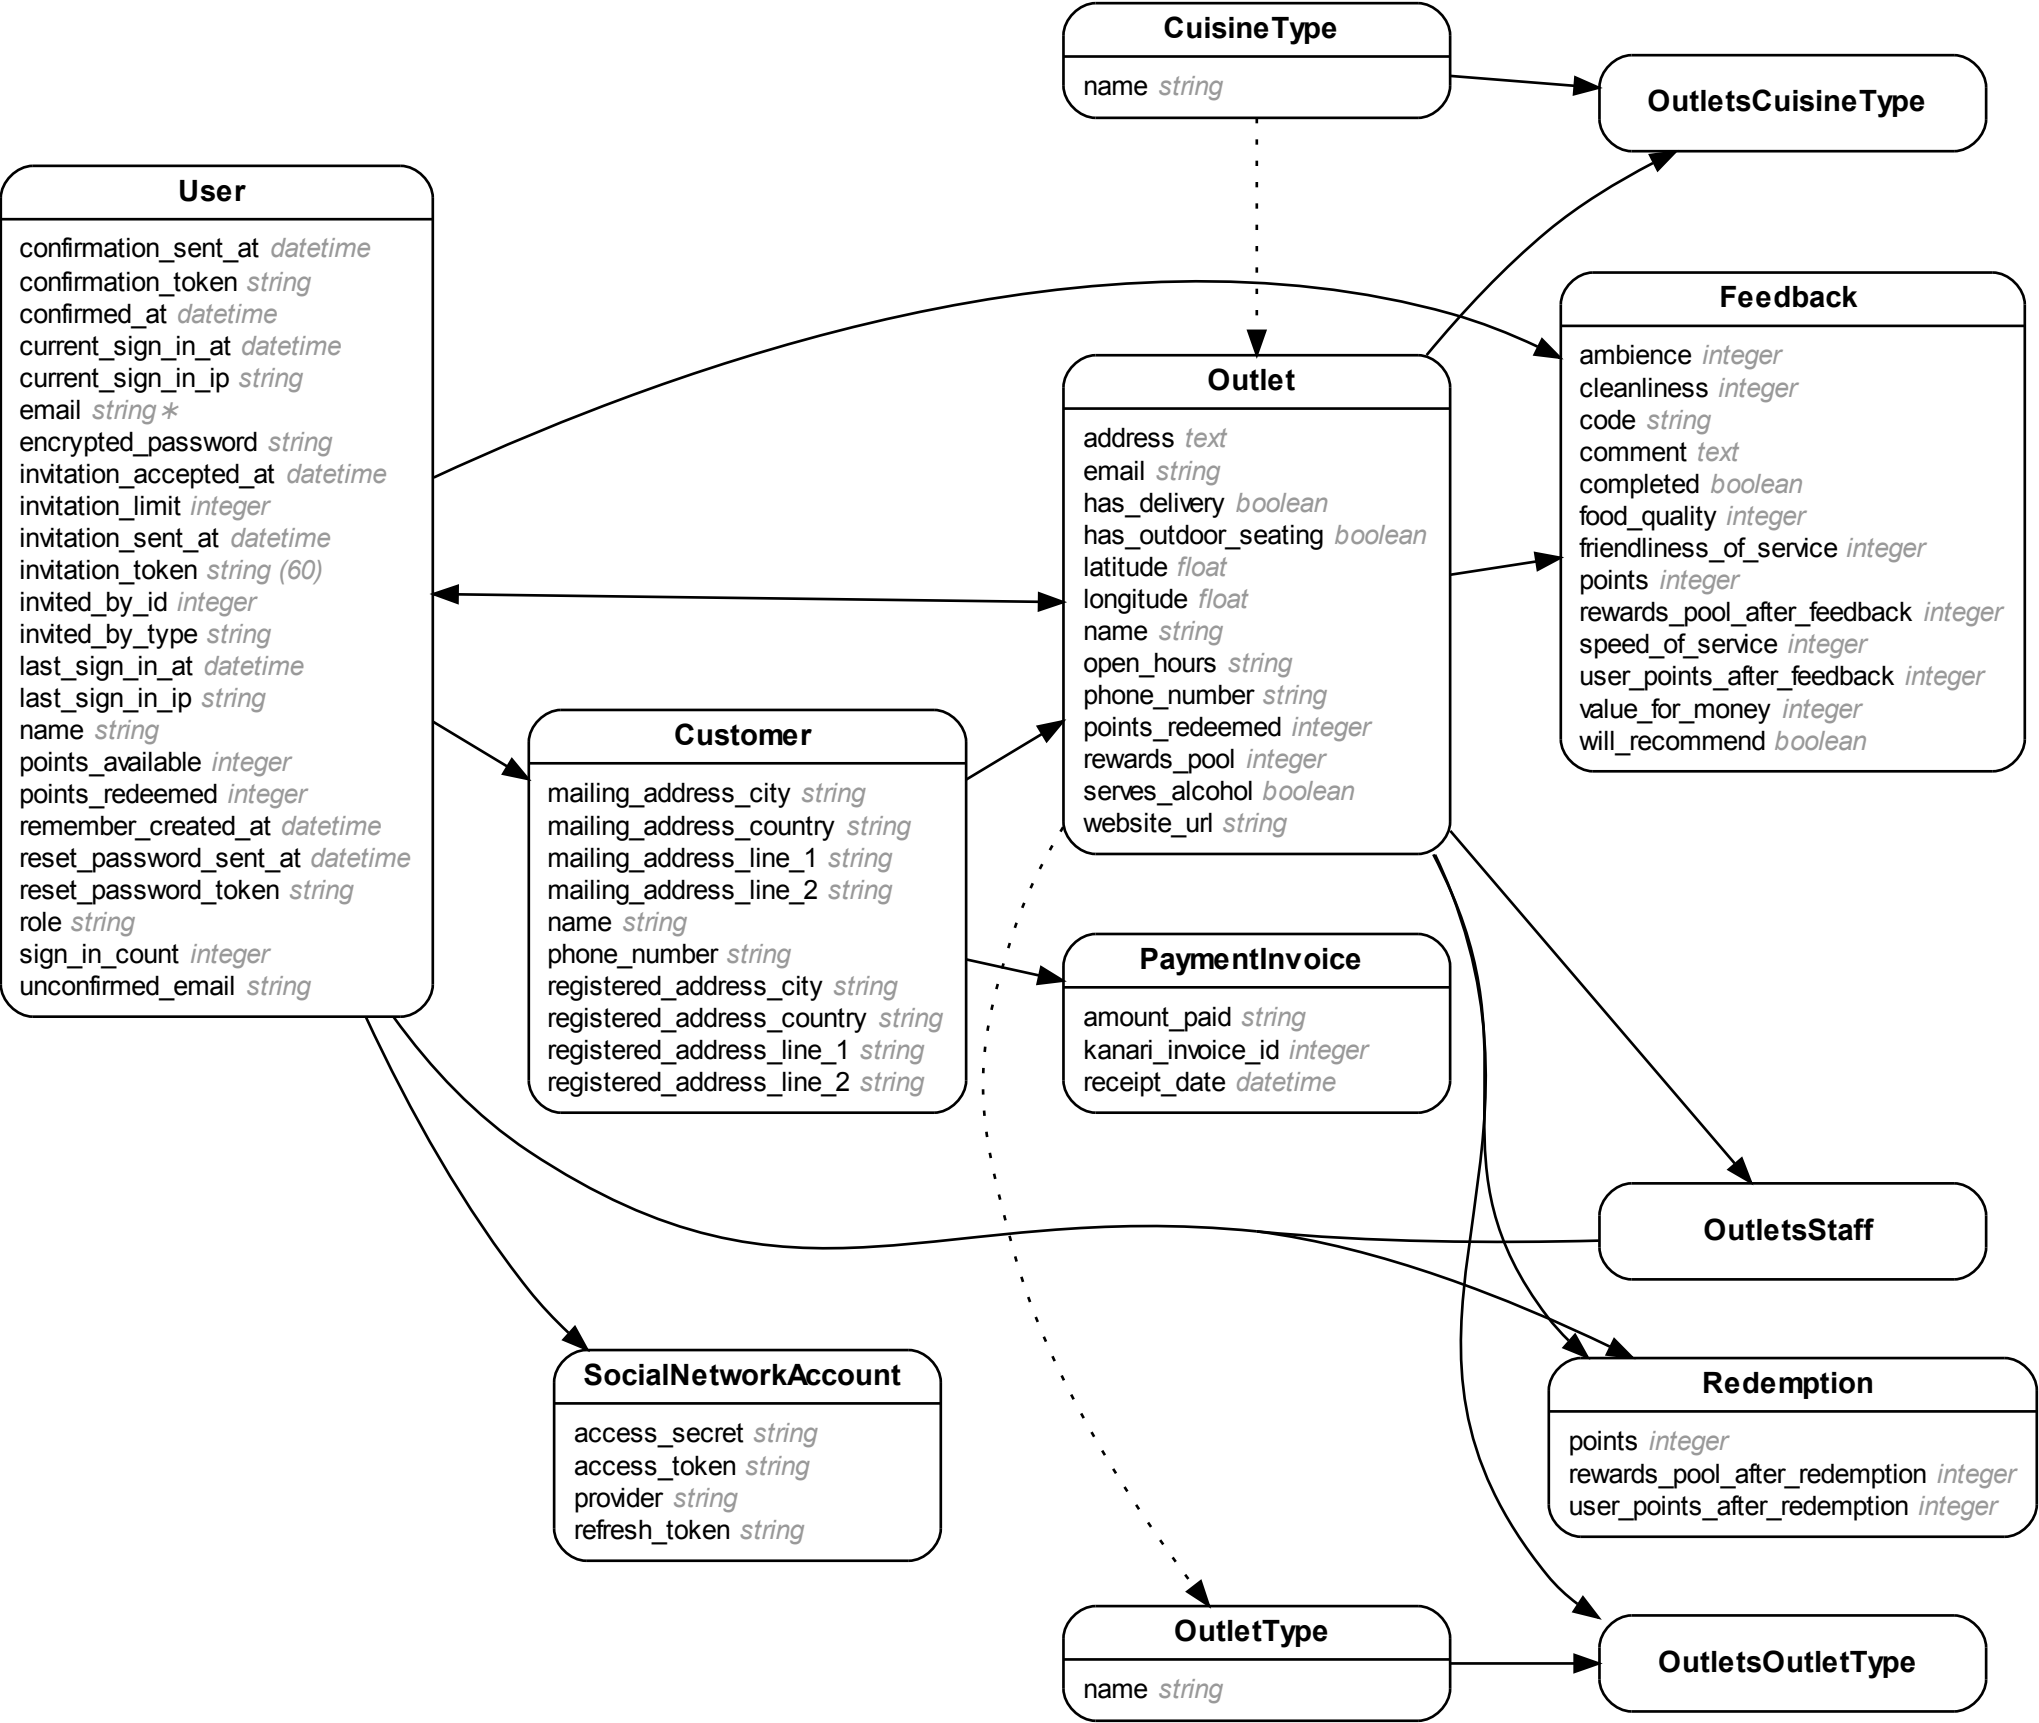 CuisineType
name string
OutletsCuisineType
User
confirmation_sent_at datetime
confirmation_token string
confirmed_at datetime
current_sign_in_at datetime
current_sign_in_ip string
email string∗
encrypted_password string
invitation_accepted_at datetime
invitation_limit integer
invitation_sent_at datetime
invitation_token string (60)
invited_by_id integer
invited_by_type string
last_sign_in_at datetime
last_sign_in_ip string
name string
points_available integer
points_redeemed integer
remember_created_at datetime
reset_password_sent_at datetime
reset_password_token string
role string
sign_in_count integer
unconfirmed_email string
Feedback
ambience integer
cleanliness integer
code string
comment text
completed boolean
food_quality integer
friendliness_of_service integer
points integer
rewards_pool_after_feedback integer
speed_of_service integer
user_points_after_feedback integer
value_for_money integer
will_recommend boolean
Outlet
address text
email string
has_delivery boolean
has_outdoor_seating boolean
latitude float
longitude float
name string
open_hours string
phone_number string
points_redeemed integer
rewards_pool integer
serves_alcohol boolean
website_url string
Customer
mailing_address_city string
mailing_address_country string
mailing_address_line_1 string
mailing_address_line_2 string
name string
phone_number string
registered_address_city string
registered_address_country string
registered_address_line_1 string
registered_address_line_2 string
PaymentInvoice
amount_paid string
kanari_invoice_id integer
receipt_date datetime
OutletsStaff
SocialNetworkAccount
access_secret string
access_token string
provider string
refresh_token string
Redemption
points integer
rewards_pool_after_redemption integer
user_points_after_redemption integer
OutletType
name string
OutletsOutletType